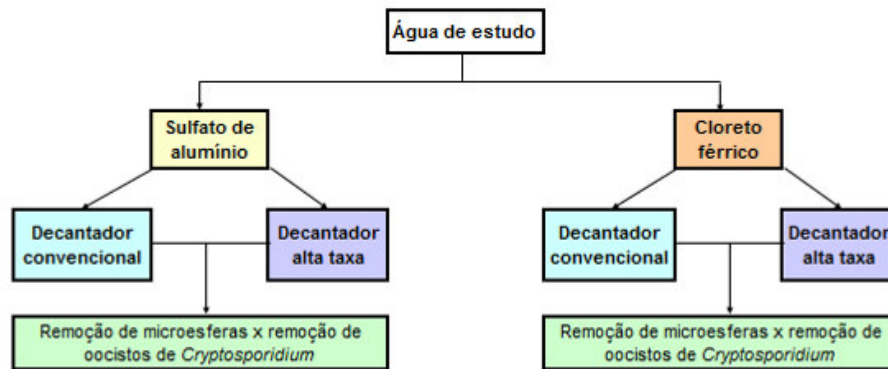 Água de estudo
Sulfato de
alumínio
Cloreto
férrico
Decantador
convencional
Decantador
alta taxa
Decantador
convencional
Decantador
alta taxa
Remoção de microesferas x remoção de
oocistos de Cryptosporidium
Remoção de microesferas x remoção de
oocistos de Cryptosporidium